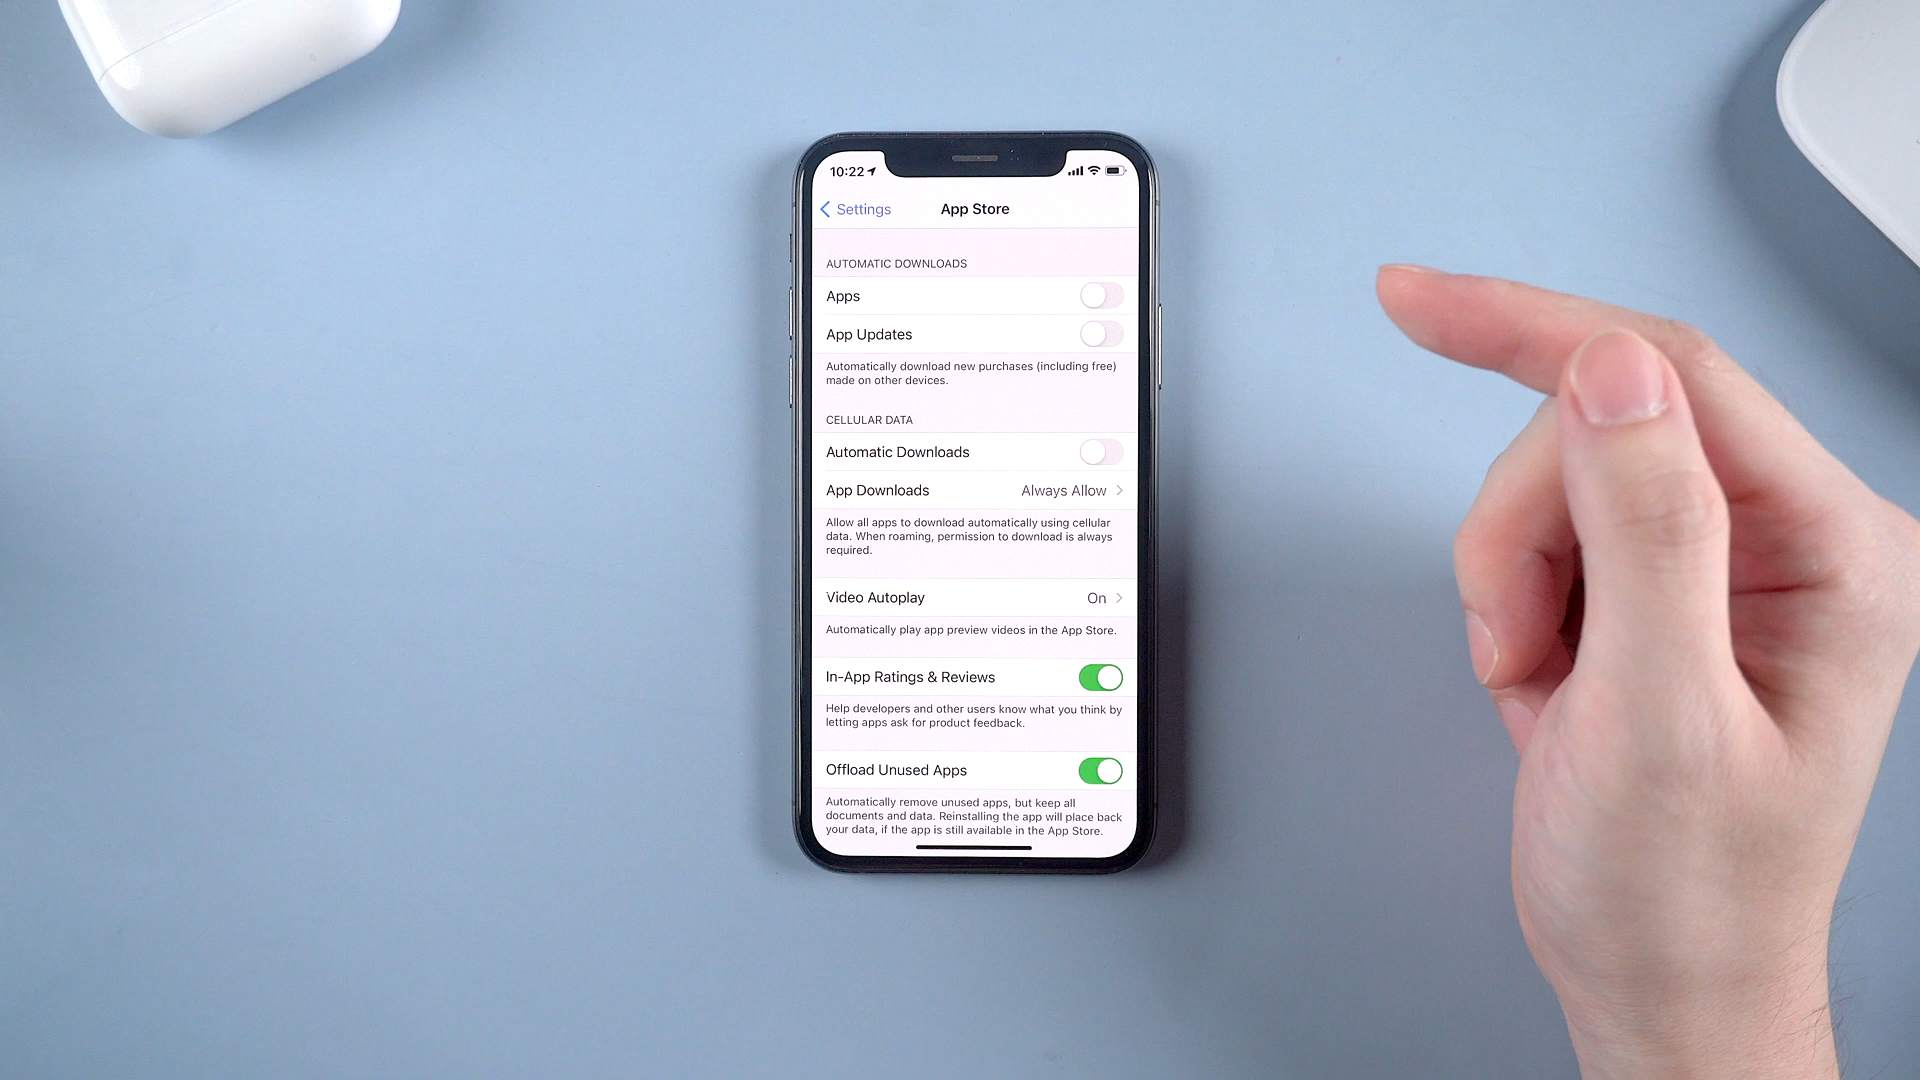 10:22
Settings
App Store
AUTOMATIC DOWNLOADS
Apps
App Updates
Automatically download new purchases (including free)
made on other devices.
CELLULAR DATA
Automatic Downloads
App Downloads Always Allow
Allow all apps to download automatically using cellular
data. When roaming, permission to download is always
required.
Video Autoplay On
Automatically play app preview videos in the App Store.
In-App Ratings & Reviews
Help developers and other users know what you think by
letting apps ask for product feedback.
Offload Unused Apps
Automatically remove unused apps, but keep all
documents and data. Reinstalling the app will place back
your data, if the app is still available in the App Store.